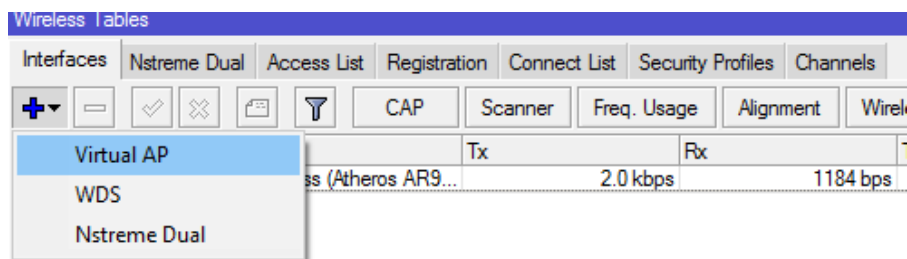 Wireless Tables
Interfaces Nstreme Dual Access List Registration Connect List Security Profiles Channels
CAP Scanner Freq. Usage Alignment
Virtual AP Tx Rx
ss (Atheros AR9... 2.0 kbps 1184 bps
WDS
Nstreme Dual